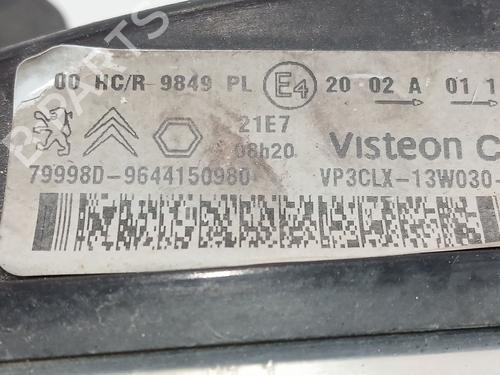 00 HC/R 9849 PL E4 20 02 A 01 1
21E7
08h20
Visteon C
79998D-9644150980
VP3CLX-13W030-
B-PARTS